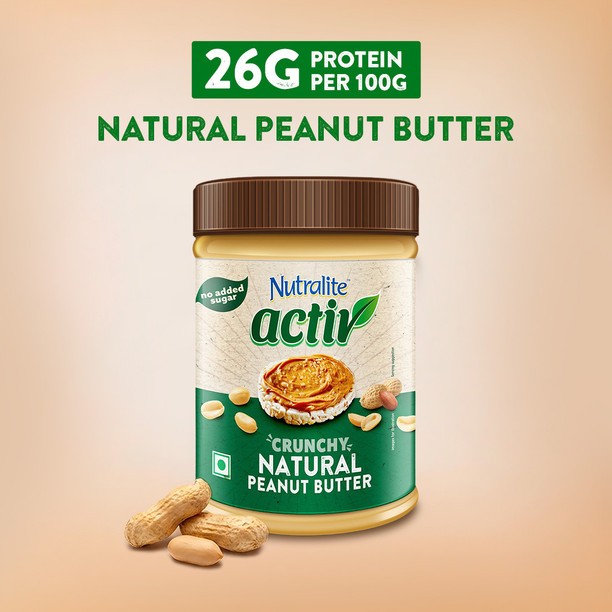 26G PROTEIN
PER 100G
NATURAL PEANUT BUTTER
no added
sugar
Nutralite
activ
CRUNCHY
NATURAL
PEANUT BUTTER